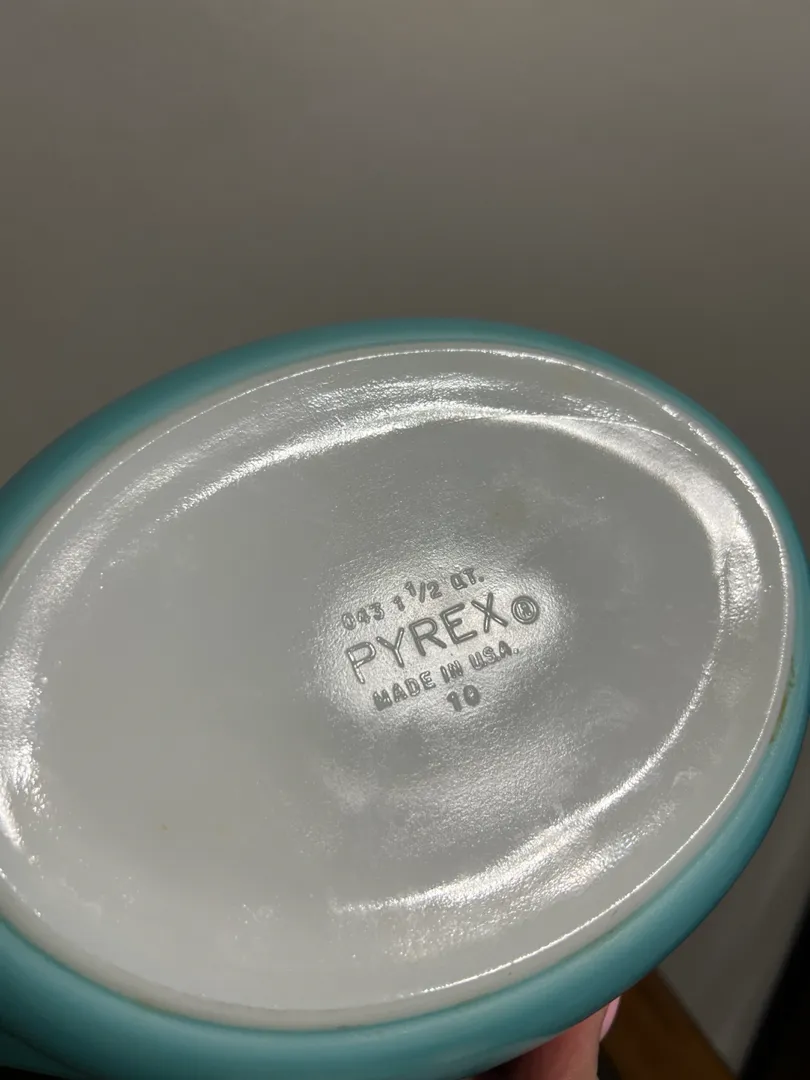 043 1 1/2 QT.
PYREX®
MADE IN U.S.A.
10